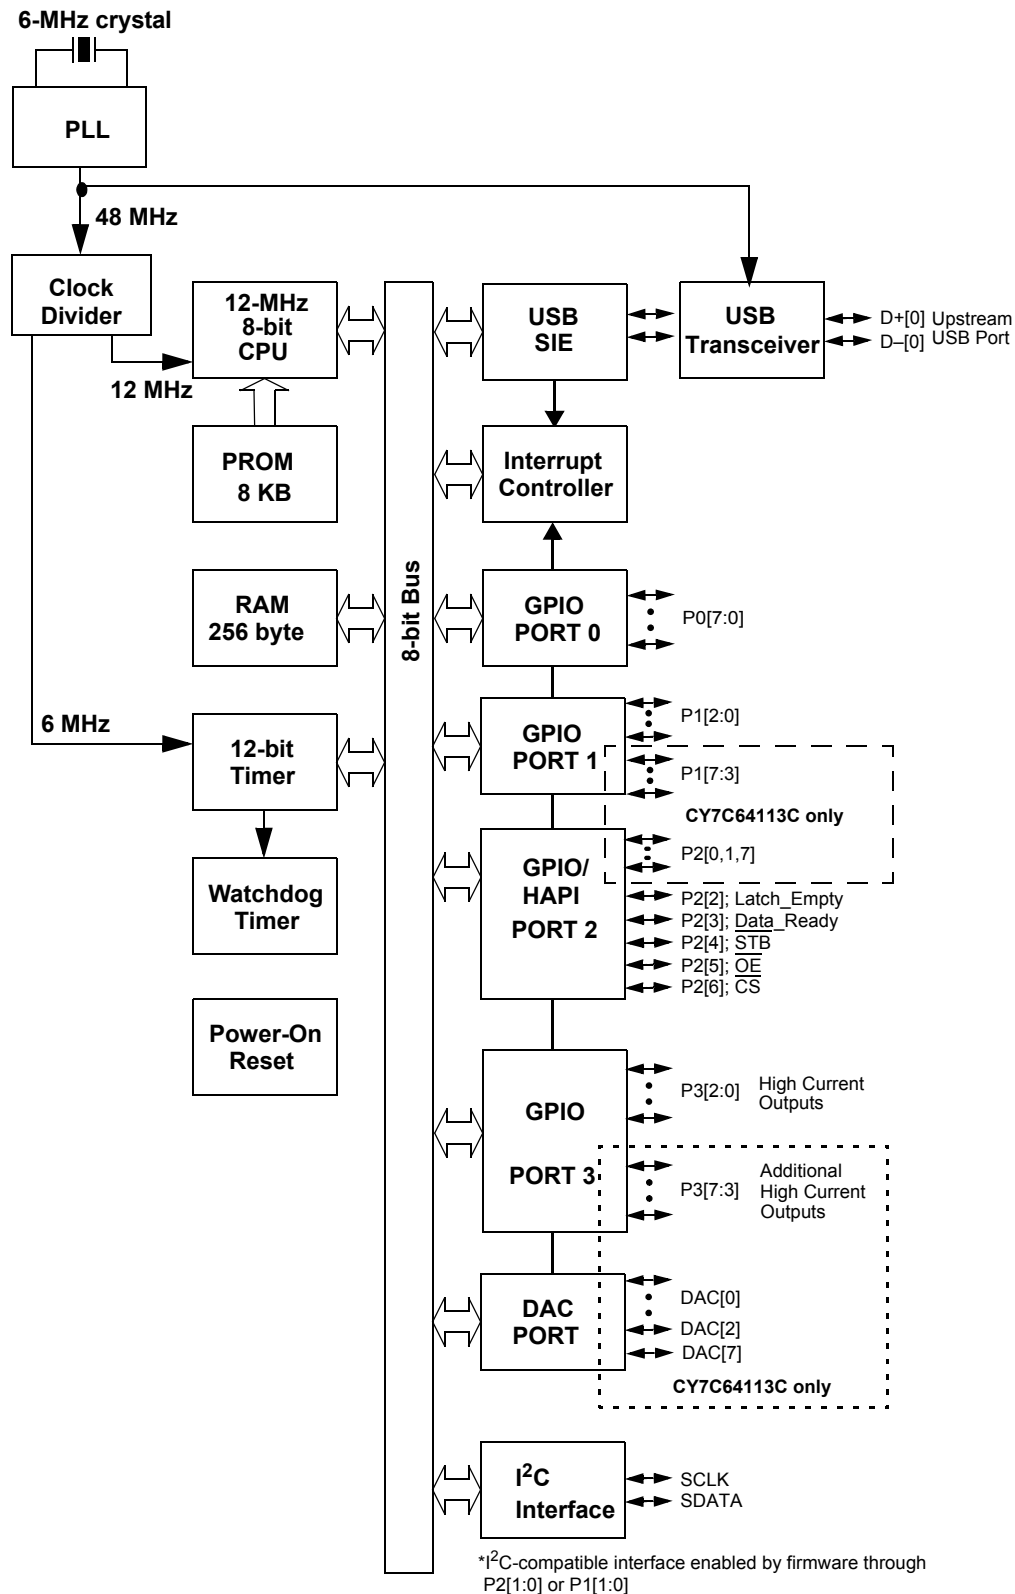 6-MHz crystal
PLL
48 MHz
Clock
Divider
12-MHz
8-bit
CPU
USB
SIE
USB
Transceiver
D+[0] Upstream
D–[0] USB Port
12 MHz
PROM
8 KB
Interrupt
Controller
8-bit Bus
RAM
256 byte
GPIO
PORT 0
P0[7:0]
6 MHz
12-bit
Timer
GPIO
PORT 1
P1[2:0]
P1[7:3]
CY7C64113C only
Watchdog
Timer
GPIO/
HAPI
PORT 2
P2[0,1,7]
P2[2]; Latch_Empty
P2[3]; Data_Ready
P2[4]; STB
P2[5]; OE
P2[6]; CS
Power-On
Reset
GPIO
PORT 3
P3[2:0] High Current
Outputs
P3[7:3] Additional
High Current
Outputs
DAC
PORT
DAC[0]
DAC[2]
DAC[7]
CY7C64113C only
I²C
Interface
SCLK
SDATA
*I²C-compatible interface enabled by firmware through
P2[1:0] or P1[1:0]